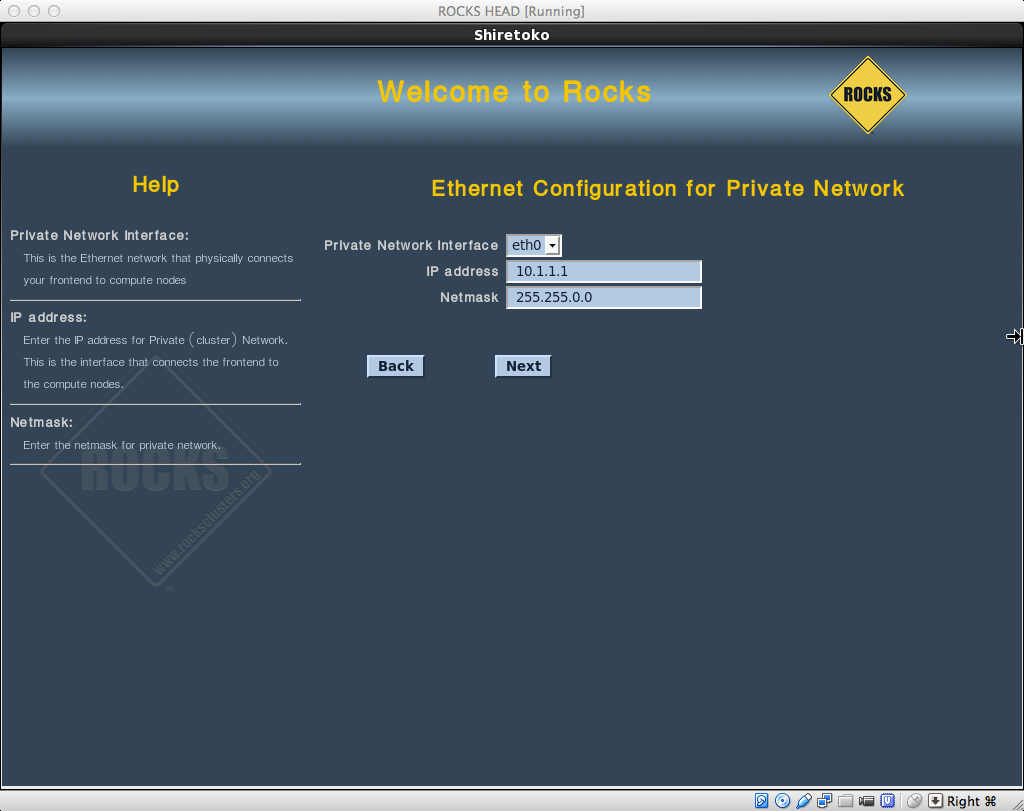 ROCKS HEAD [Running]
Shiretoko
Welcome to Rocks
ROCKS
Help
Private Network Interface:
This is the Ethernet network that physically connects
your frontend to compute nodes
IP address:
Enter the IP address for Private (cluster) Network.
This is the interface that connects the frontend to
the compute nodes.
Netmask:
Enter the netmask for private network.
ROCKS
www.rocksclusters.org
Ethernet Configuration for Private Network
Private Network Interface eth0
IP address 10.1.1.1
Netmask 255.255.0.0
Back Next
Right ⌘